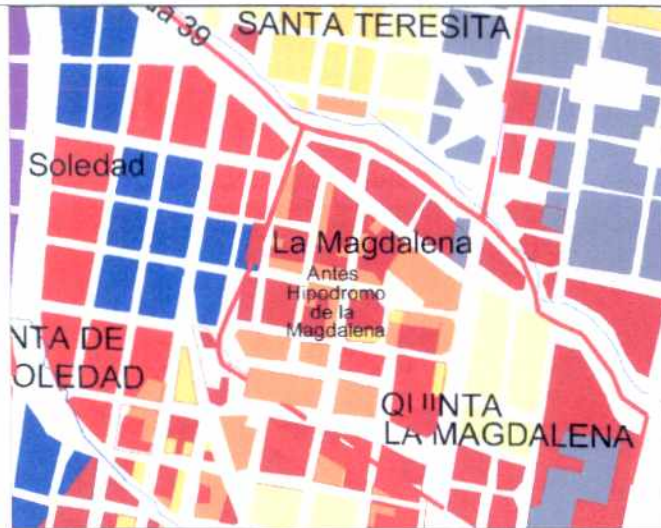 39
SANTA TERESITA
Soledad
La Magdalena
Antes
Hipodromo
de la
Magdalena
NTA DE
OLEDAD
QUINTA
LA MAGDALENA